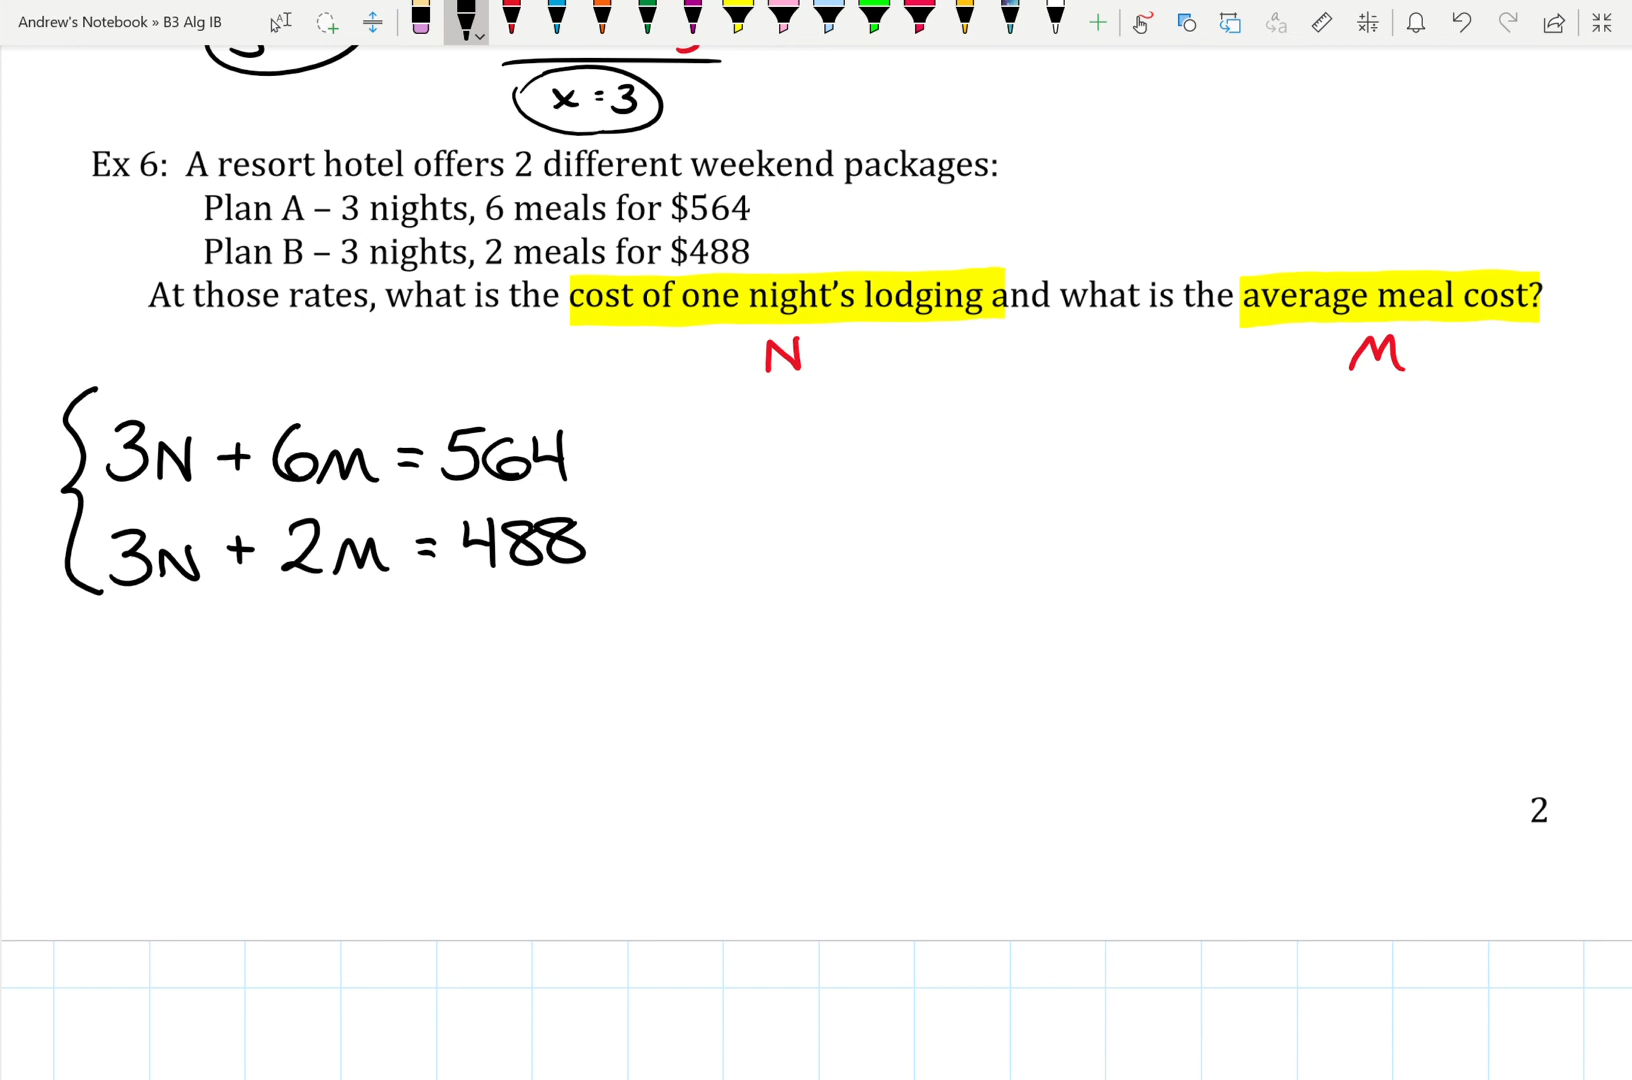 Andrew's Notebook » B3 Alg IB
x = 3
Ex 6: A resort hotel offers 2 different weekend packages:
Plan A – 3 nights, 6 meals for $564
Plan B – 3 nights, 2 meals for $488
At those rates, what is the cost of one night’s lodging and what is the average meal cost?
N M
3N + 6M = 564
3N + 2M = 488
2